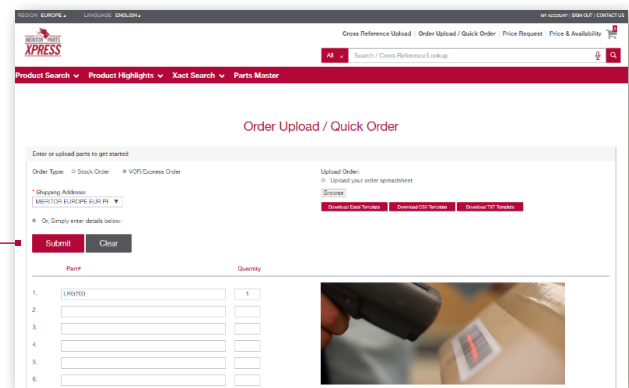 REGION EUROPE LANGUAGE ENGLISH MY ACCOUNT | SIGN OUT | CONTACT US
MERITOR PARTS
XPRESS
Cross Reference Upload | Order Upload / Quick Order | Price Request | Price & Availability
All Search / Cross Reference Lookup
Product Search Product Highlights Xact Search Parts Master
Order Upload / Quick Order
Enter or upload parts to get started
Order Type: Stock Order VOR/Express Order
Upload Order:
Upload your order spreadsheet
* Shipping Address:
Browse
MERITOR EUROPE EUR PF
Download Excel Template Download CSV Template Download TXT Template
Or, Simply enter details below:
Submit Clear
Part# Quantity
1. LRG700 1
2.
3.
4.
5.
6.